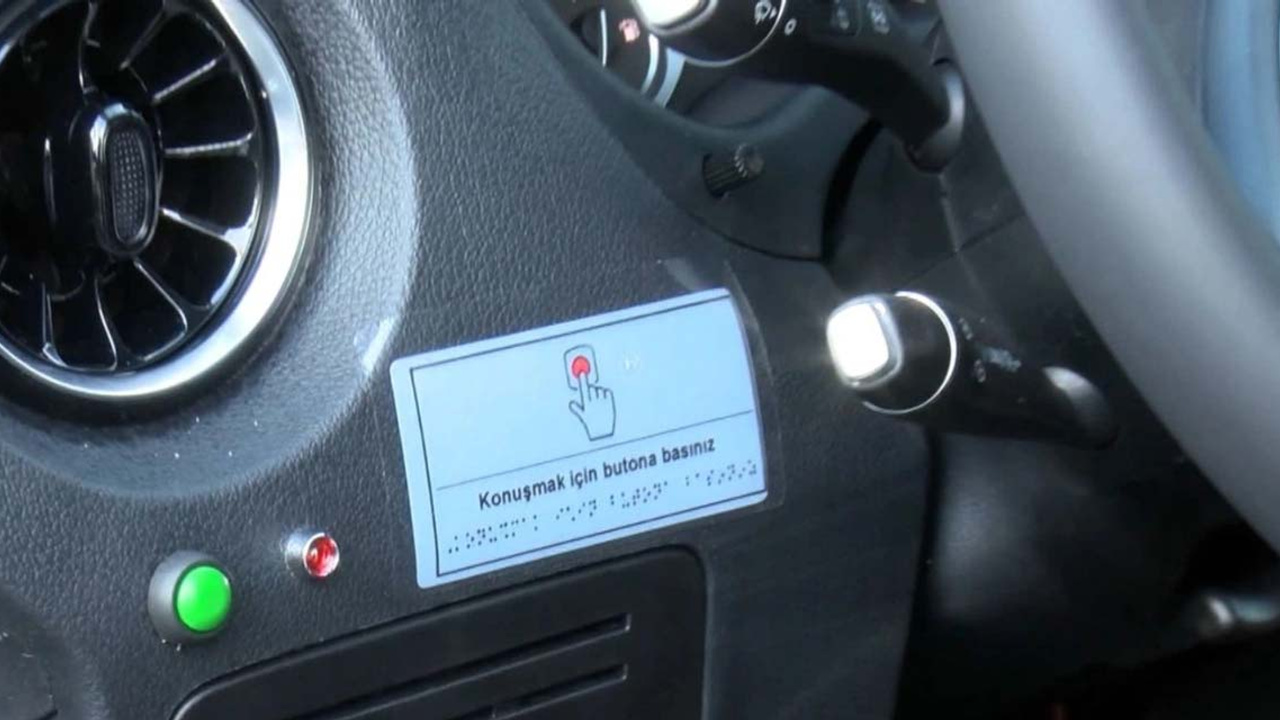 Konuşmak için butona basınız